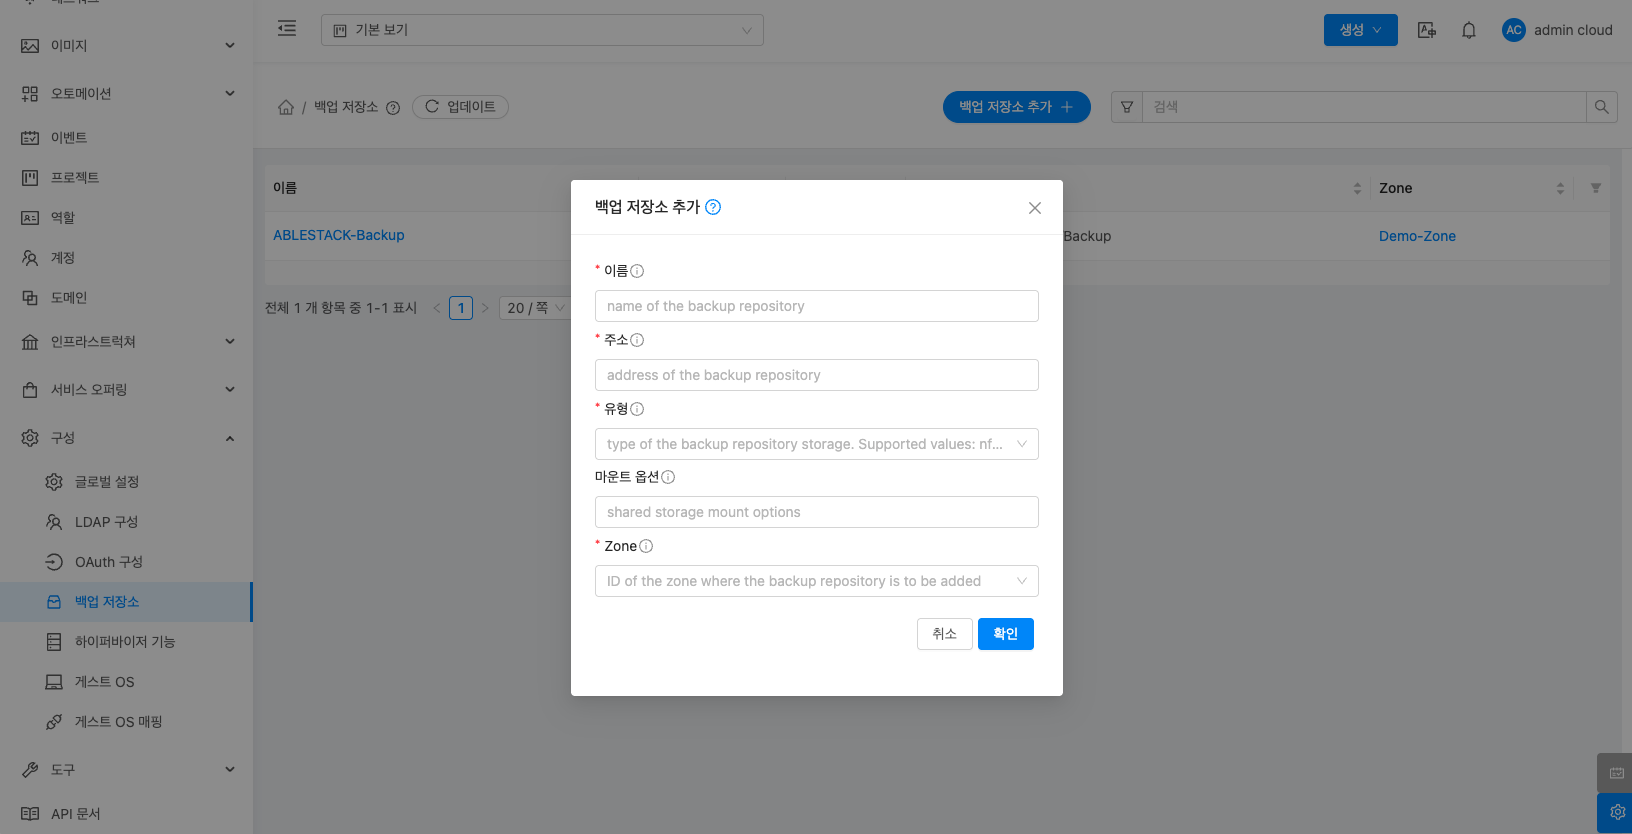 이미지
오토메이션
이벤트
프로젝트
역할
계정
도메인
인프라스트럭쳐
서비스 오퍼링
구성
글로벌 설정
LDAP 구성
OAuth 구성
백업 저장소
하이퍼바이저 기능
게스트 OS
게스트 OS 매핑
도구
API 문서
기본 보기
생성
AC admin cloud
/ 백업 저장소 업데이트
백업 저장소 추가
검색
이름 Zone
ABLESTACK-Backup /Backup Demo-Zone
전체 1 개 항목 중 1-1 표시 < 1 > 20 / 쪽
백업 저장소 추가
* 이름
name of the backup repository
* 주소
address of the backup repository
* 유형
type of the backup repository storage. Supported values: nf...
마운트 옵션
shared storage mount options
* Zone
ID of the zone where the backup repository is to be added
취소 확인